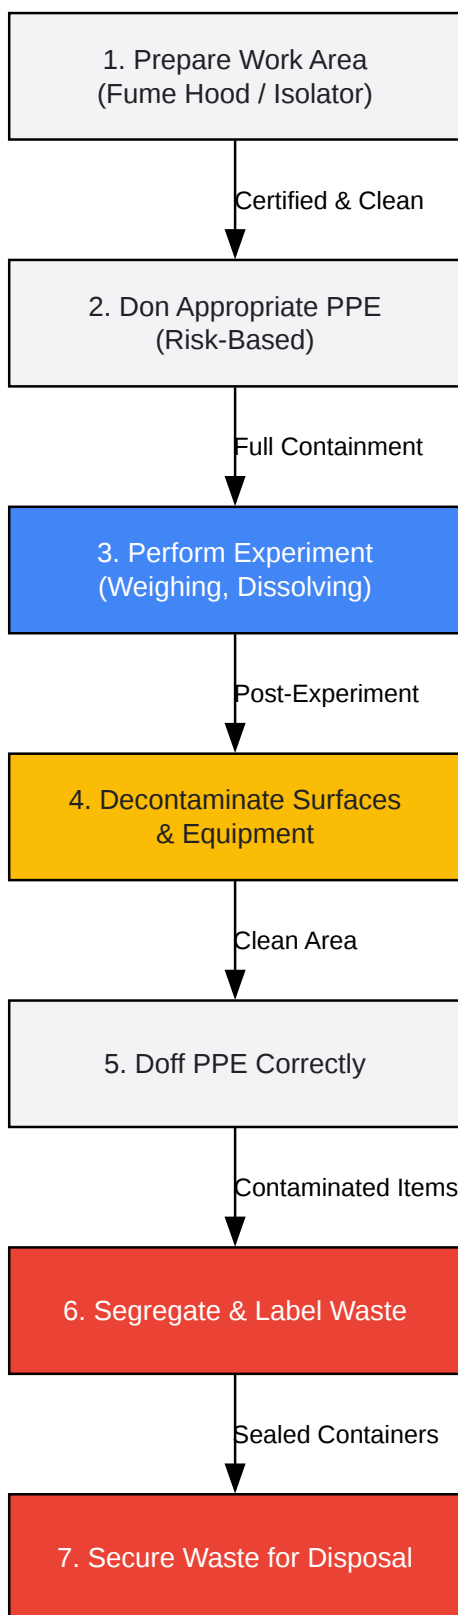 1. Prepare Work Area
(Fume Hood / Isolator)
Certified & Clean
2. Don Appropriate PPE
(Risk-Based)
Full Containment
3. Perform Experiment
(Weighing, Dissolving)
Post-Experiment
4. Decontaminate Surfaces
& Equipment
Clean Area
5. Doff PPE Correctly
Contaminated Items
6. Segregate & Label Waste
Sealed Containers
7. Secure Waste for Disposal